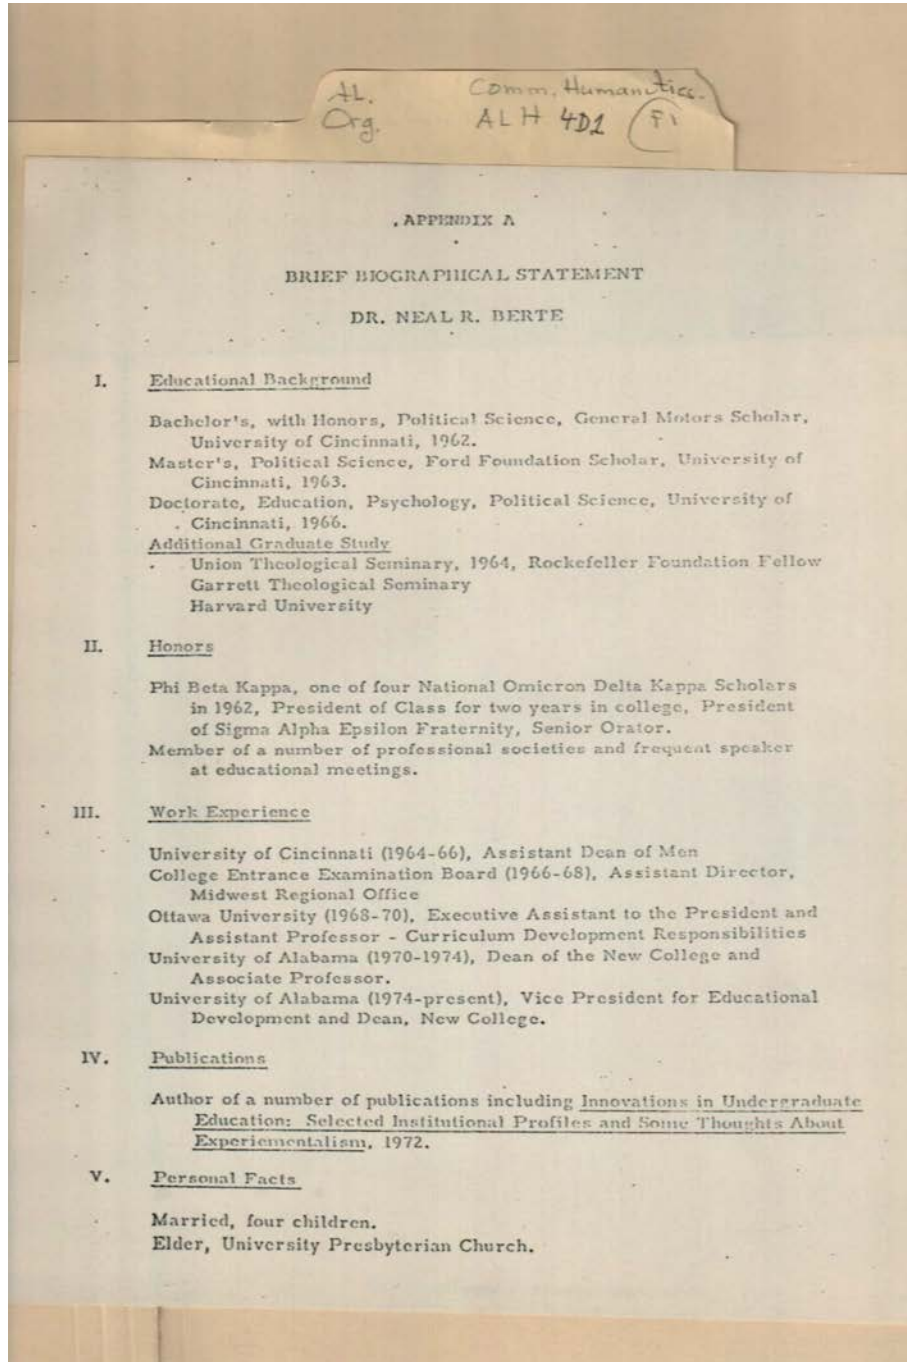 AL. Comm. Humanities.
Org. ALH 4D1
APPENDIX A
BRIEF BIOGRAPHICAL STATEMENT
DR. NEAL R. BERTE
I. Educational Background
Bachelor's, with Honors, Political Science, General Motors Scholar,
University of Cincinnati, 1962.
Master's, Political Science, Ford Foundation Scholar, University of
Cincinnati, 1963.
Doctorate, Education, Psychology, Political Science, University of
Cincinnati, 1966.
Additional Graduate Study
Union Theological Seminary, 1964, Rockefeller Foundation Fellow
Garrett Theological Seminary
Harvard University
II. Honors
Phi Beta Kappa, one of four National Omicron Delta Kappa Scholars
in 1962, President of Class for two years in college, President
of Sigma Alpha Epsilon Fraternity, Senior Orator.
Member of a number of professional societies and frequent speaker
at educational meetings.
III. Work Experience
University of Cincinnati (1964-66), Assistant Dean of Men
College Entrance Examination Board (1966-68), Assistant Director,
Midwest Regional Office
Ottawa University (1968-70), Executive Assistant to the President and
Assistant Professor - Curriculum Development Responsibilities
University of Alabama (1970-1974), Dean of the New College and
Associate Professor.
University of Alabama (1974-present), Vice President for Educational
Development and Dean, New College.
IV. Publications
Author of a number of publications including Innovations in Undergraduate
Education: Selected Institutional Profiles and Some Thoughts About
Experiementalism, 1972.
V. Personal Facts
Married, four children.
Elder, University Presbyterian Church.